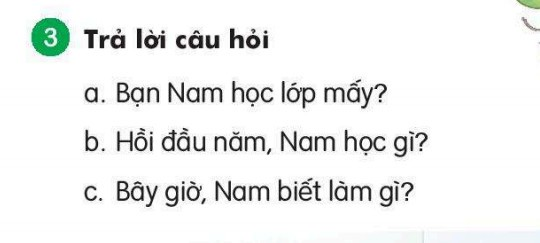 3 Trả lời câu hỏi
a. Bạn Nam học lớp mấy?
b. Hồi đầu năm, Nam học gì?
c. Bây giờ, Nam biết làm gì?